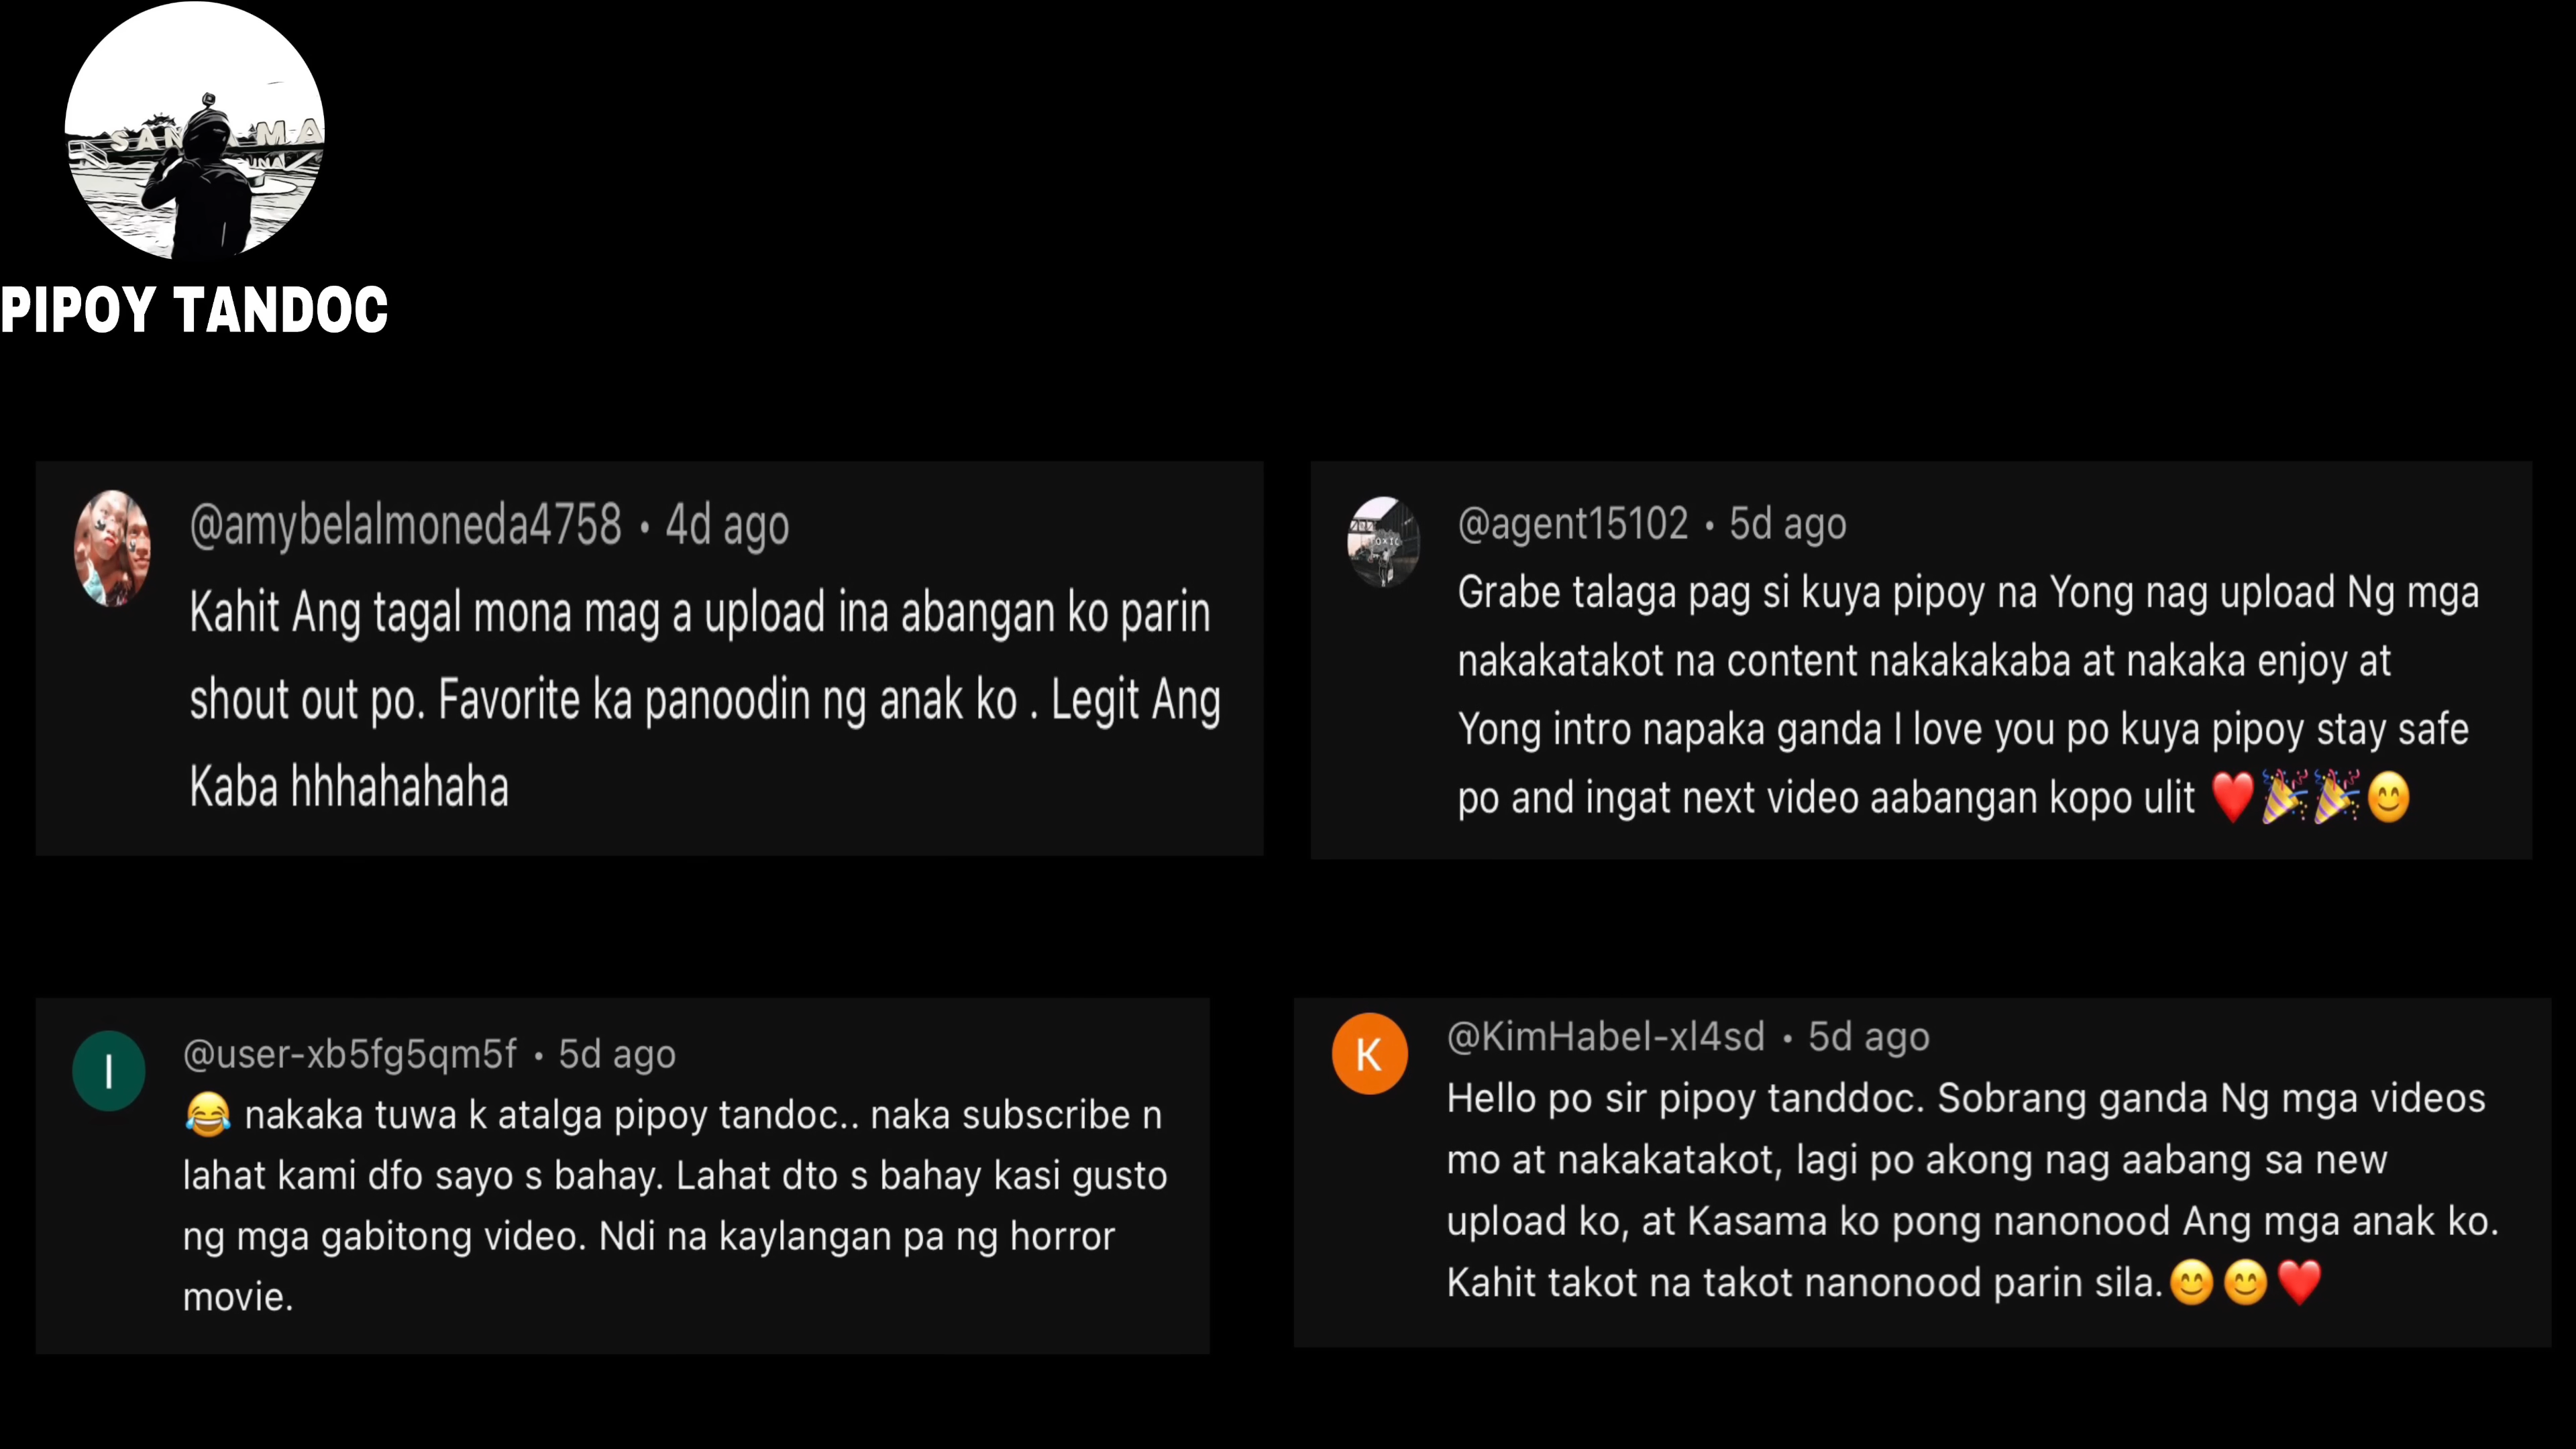 SAN AMA
UNA
PIPOY TANDOC
@amybelalmoneda4758 • 4d ago
Kahit Ang tagal mona mag a upload ina abangan ko parin
shout out po. Favorite ka panoodin ng anak ko . Legit Ang
Kaba hhhahahaha
@agent15102 • 5d ago
Grabe talaga pag si kuya pipoy na Yong nag upload Ng mga
nakakatakot na content nakakakaba at nakaka enjoy at
Yong intro napaka ganda I love you po kuya pipoy stay safe
po and ingat next video aabangan kopo ulit ❤️🎉🎉😊
I
@user-xb5fg5qm5f • 5d ago
😂 nakaka tuwa k atalga pipoy tandoc.. naka subscribe n
lahat kami dfo sayo s bahay. Lahat dto s bahay kasi gusto
ng mga gabitong video. Ndi na kaylangan pa ng horror
movie.
K
@KimHabel-xl4sd • 5d ago
Hello po sir pipoy tanddoc. Sobrang ganda Ng mga videos
mo at nakakatakot, lagi po akong nag aabang sa new
upload ko, at Kasama ko pong nanonood Ang mga anak ko.
Kahit takot na takot nanonood parin sila.😊😊❤️